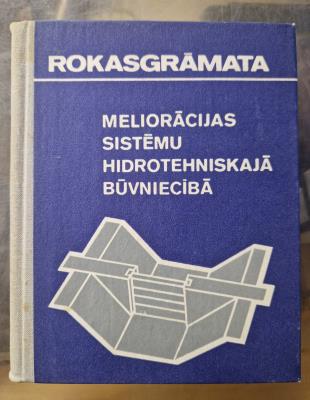 ROKASGRĀMATA
MELIORĀCIJAS
SISTĒMU
HIDROTEHNISKAJĀ
BŪVNIECĪBĀ